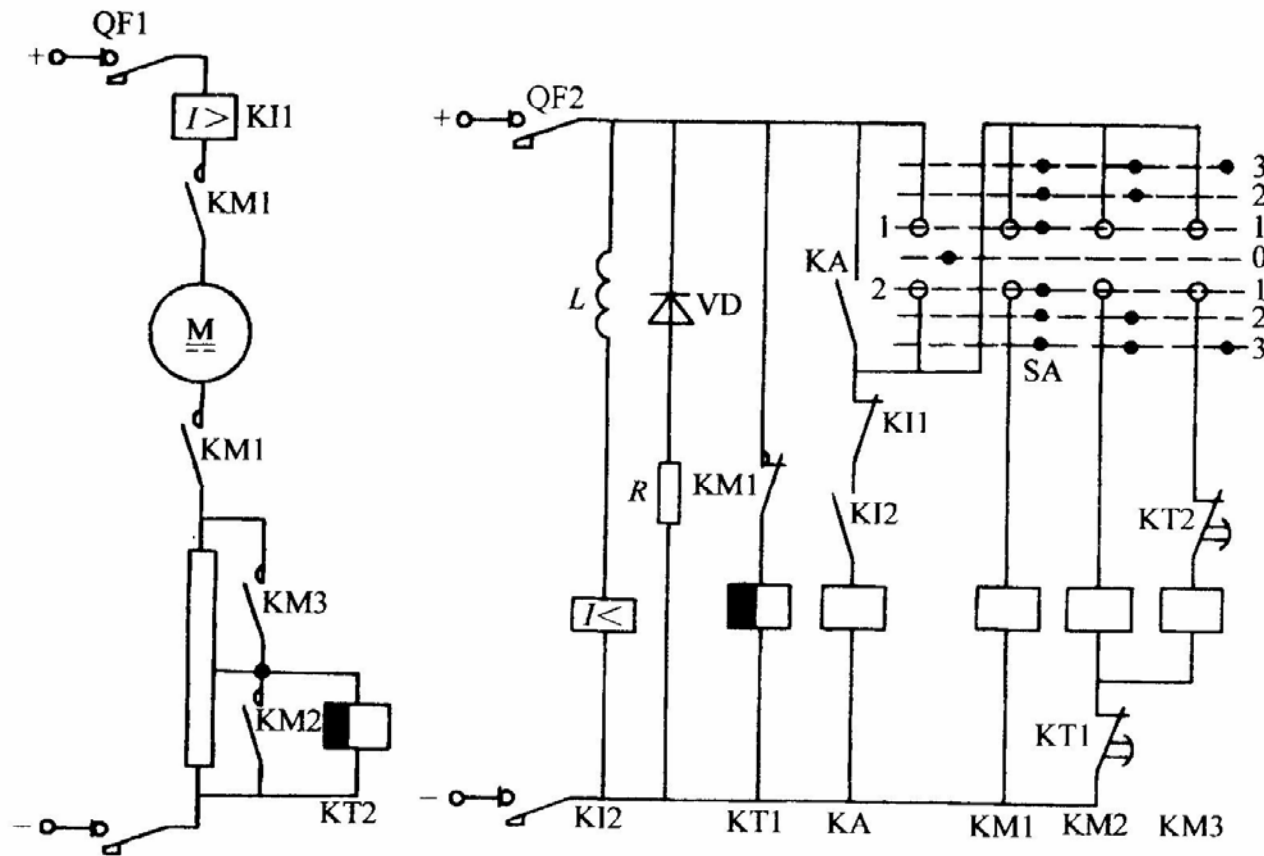 QF1
+
I> KI1
KM1
M
KM1
KM3
KM2
KT2
−
QF2
+
L
VD
R
I<
KM1
KA
KI1
KI2
3
2
1 1
0
2 1
2
3
SA
KT2
KT1
−
KI2 KT1 KA KM1 KM2 KM3